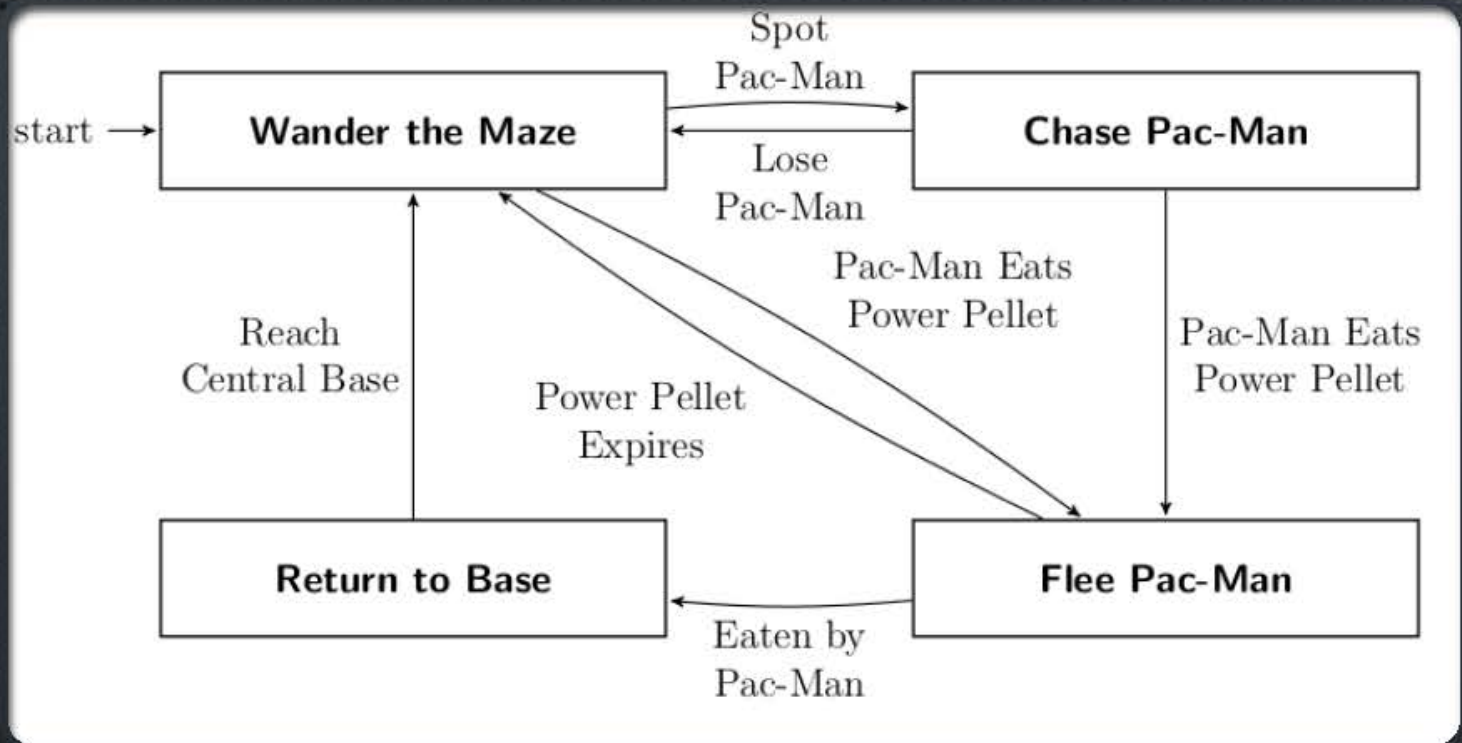 Spot
Pac-Man
start
Wander the Maze
Chase Pac-Man
Lose
Pac-Man
Pac-Man Eats
Power Pellet
Reach
Central Base
Pac-Man Eats
Power Pellet
Power Pellet
Expires
Return to Base
Flee Pac-Man
Eaten by
Pac-Man